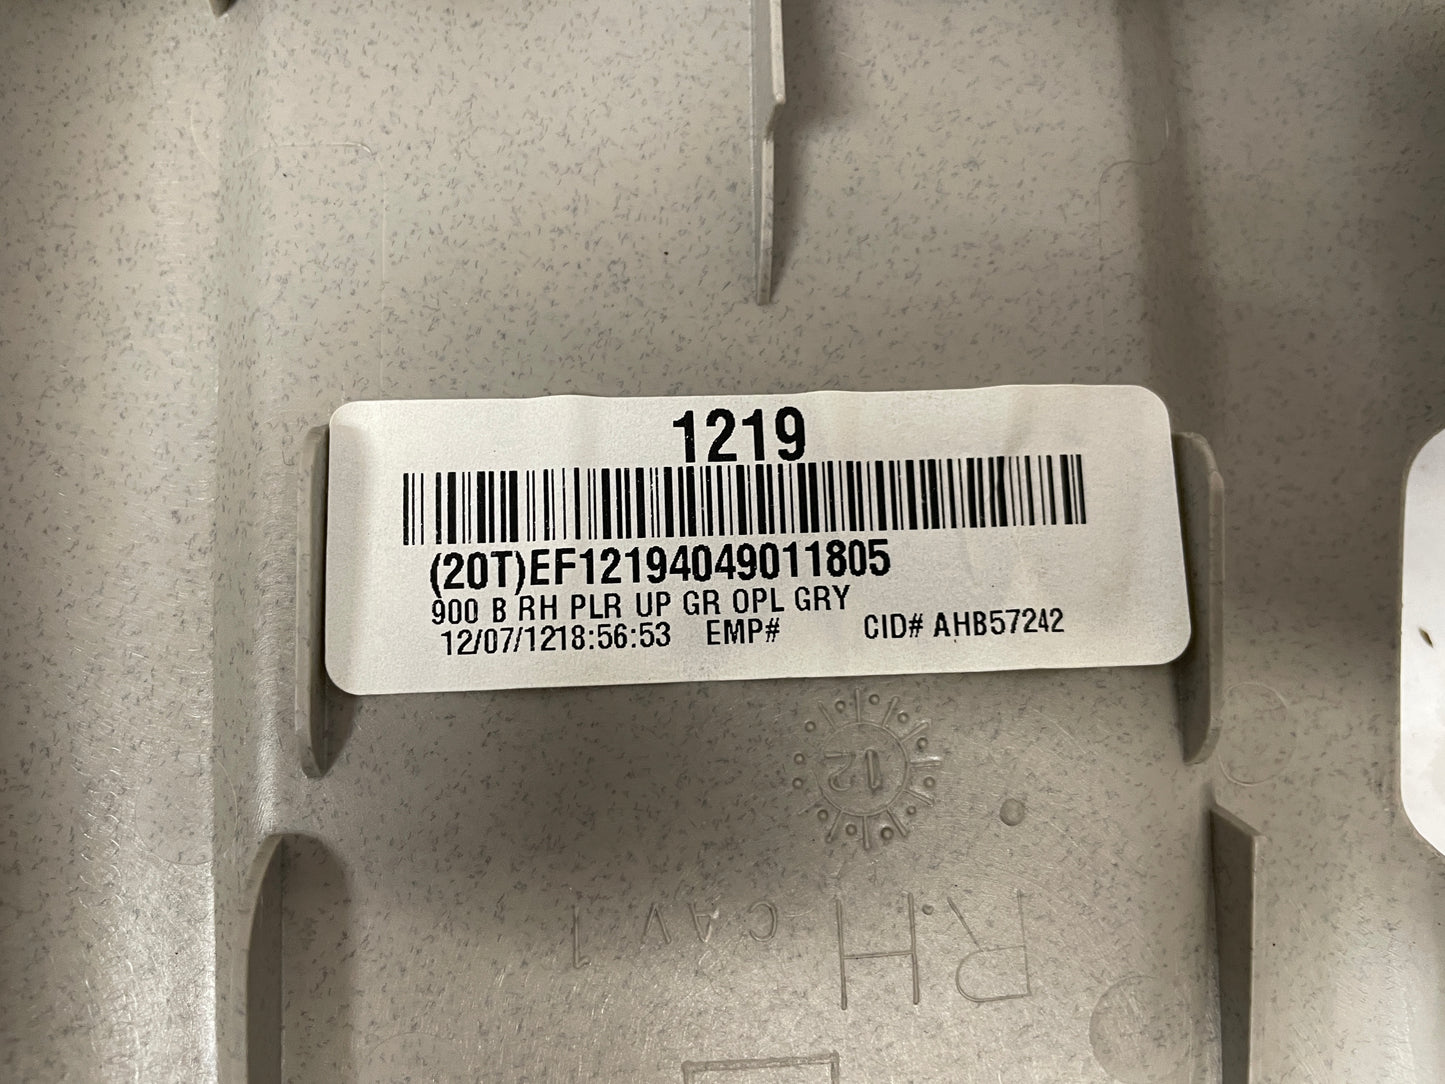 1219
(20T)EF12194049011805
900 B RH PLR UP GR OPL GRY
12/07/1218:56:53 EMP# CID# AHB57242
12
RH CAV 1